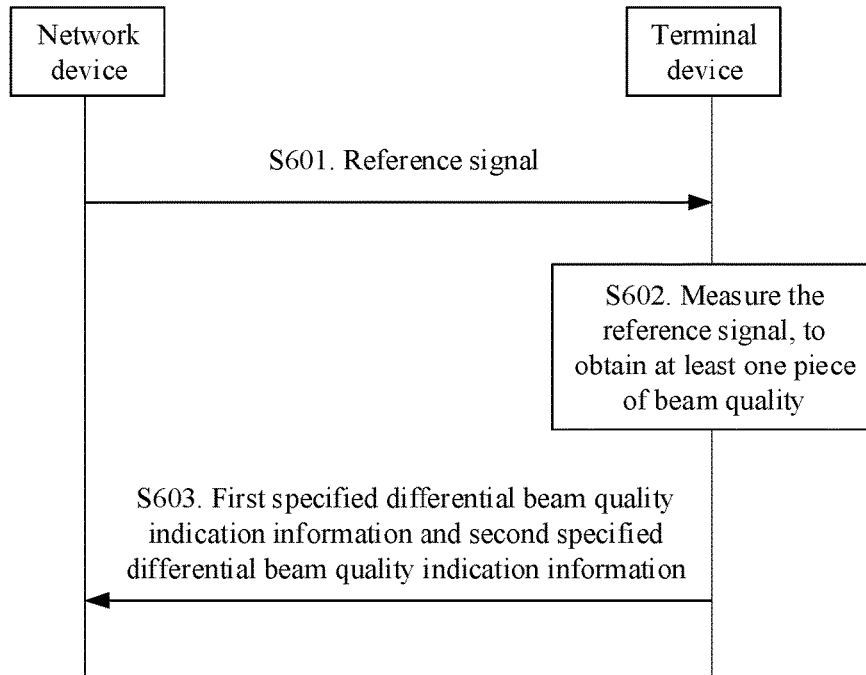 Network
device
Terminal
device
S601. Reference signal
S602. Measure the
reference signal, to
obtain at least one piece
of beam quality
S603. First specified differential beam quality
indication information and second specified
differential beam quality indication information